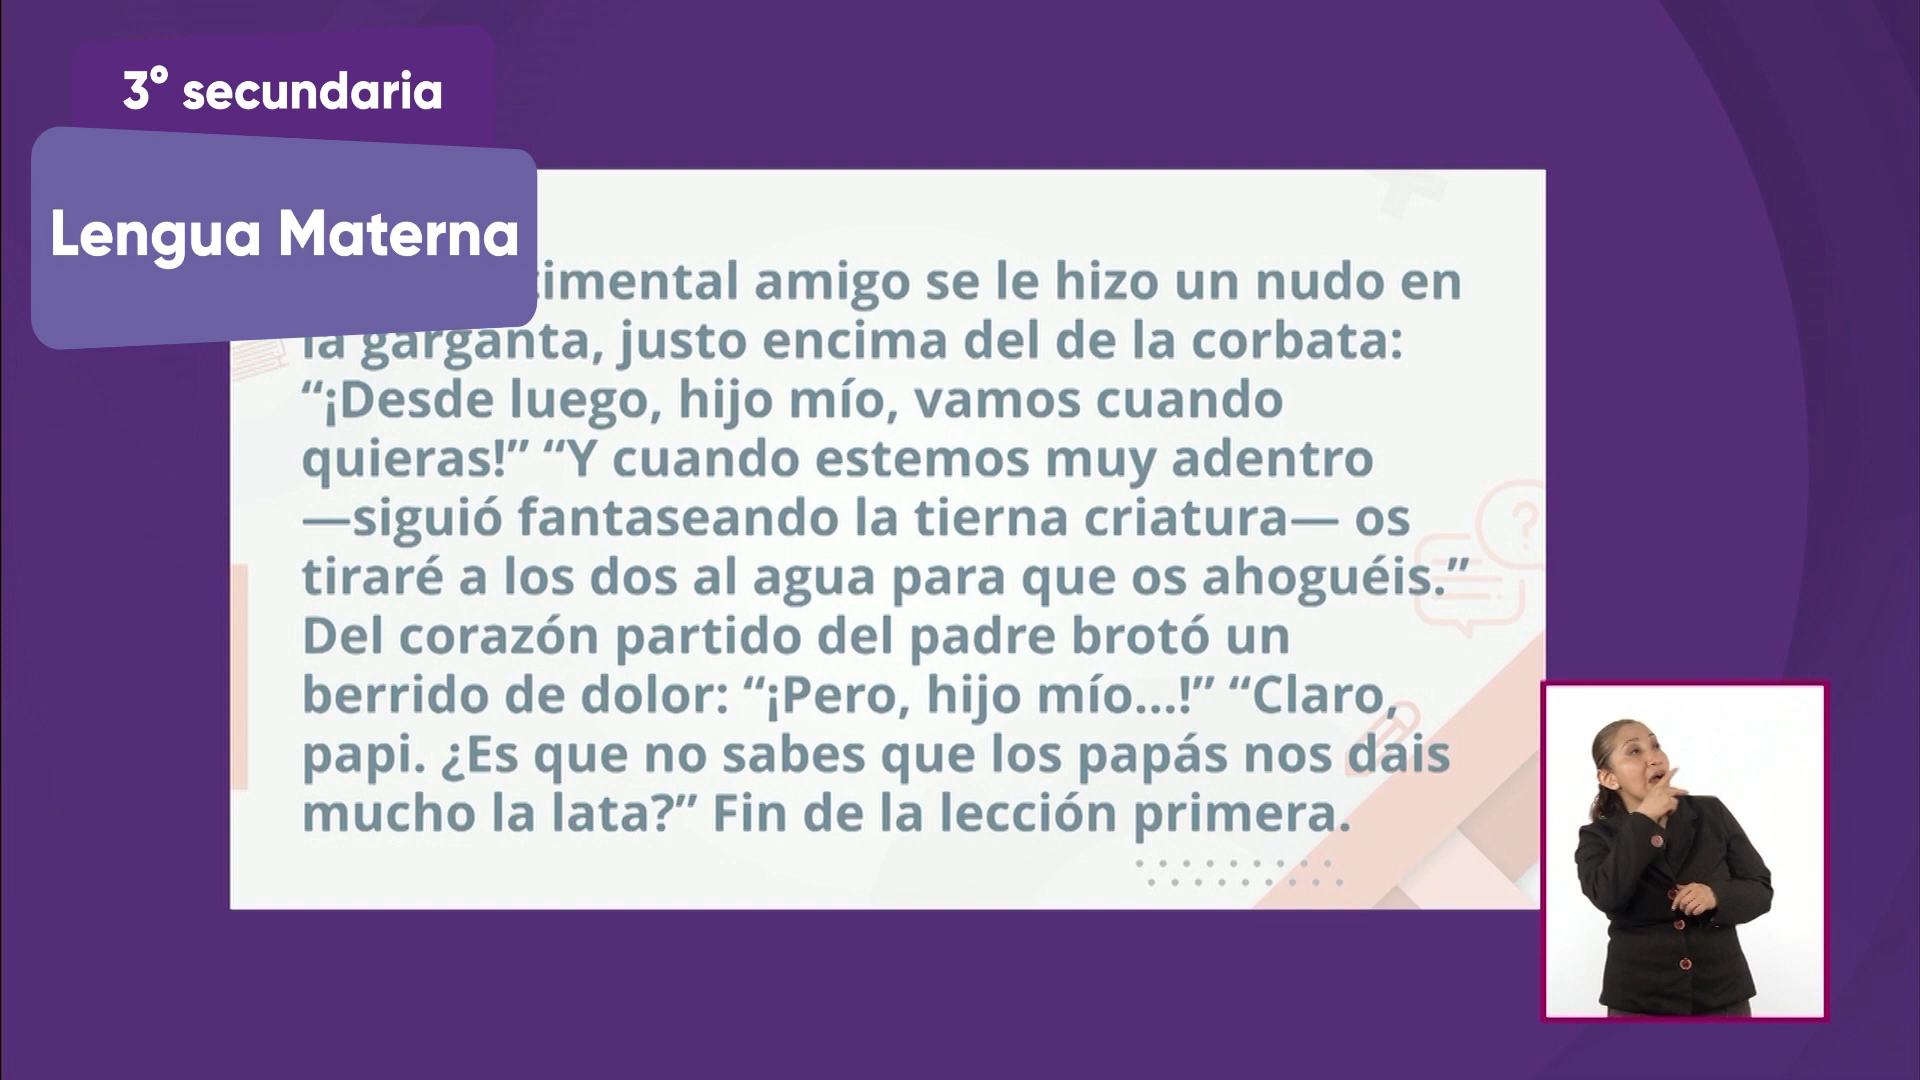 3° secundaria
Lengua Materna
amigo se le hizo un nudo en
la garganta, justo encima del de la corbata:
“¡Desde luego, hijo mío, vamos cuando
quieras!” “Y cuando estemos muy adentro
—siguió fantaseando la tierna criatura— os
tiraré a los dos al agua para que os ahoguéis.”
Del corazón partido del padre brotó un
berrido de dolor: “¡Pero, hijo mío...!” “Claro,
papi. ¿Es que no sabes que los papás nos dais
mucho la lata?” Fin de la lección primera.